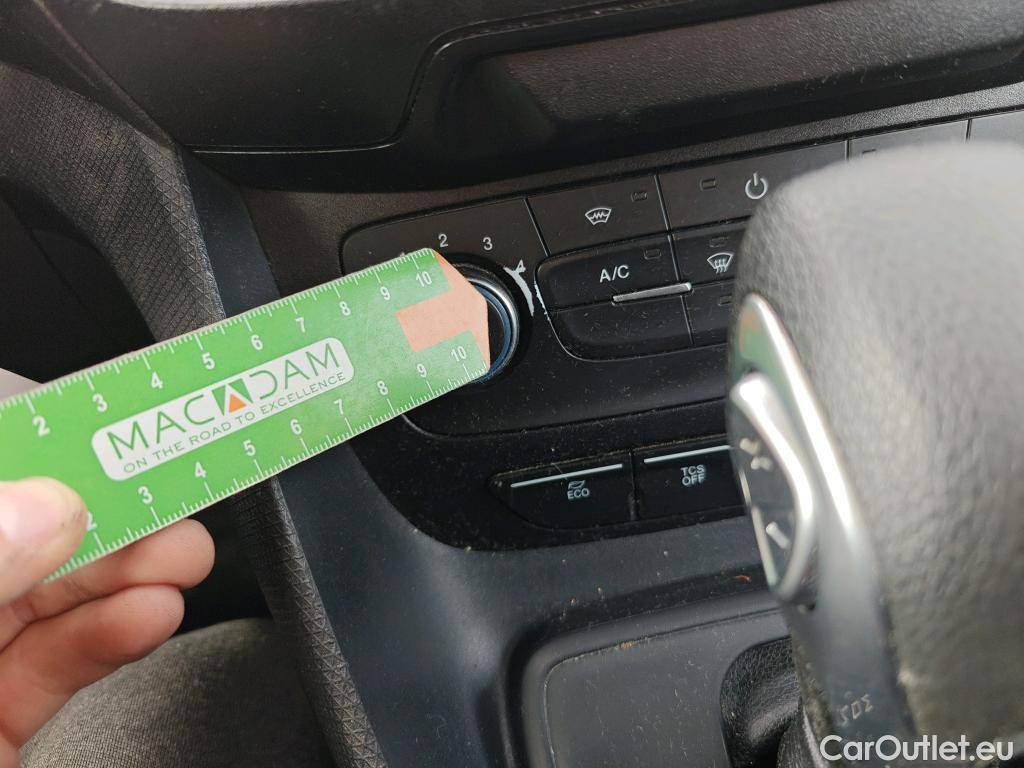 2 3
A/C
10
2 3 4 5 6 7 8 9 10
MACADAM
ON THE ROAD TO EXCELLENCE
2 3 4 5 6 7 8 9 10
ECO
TCS
OFF
+
-
CarOutlet.eu